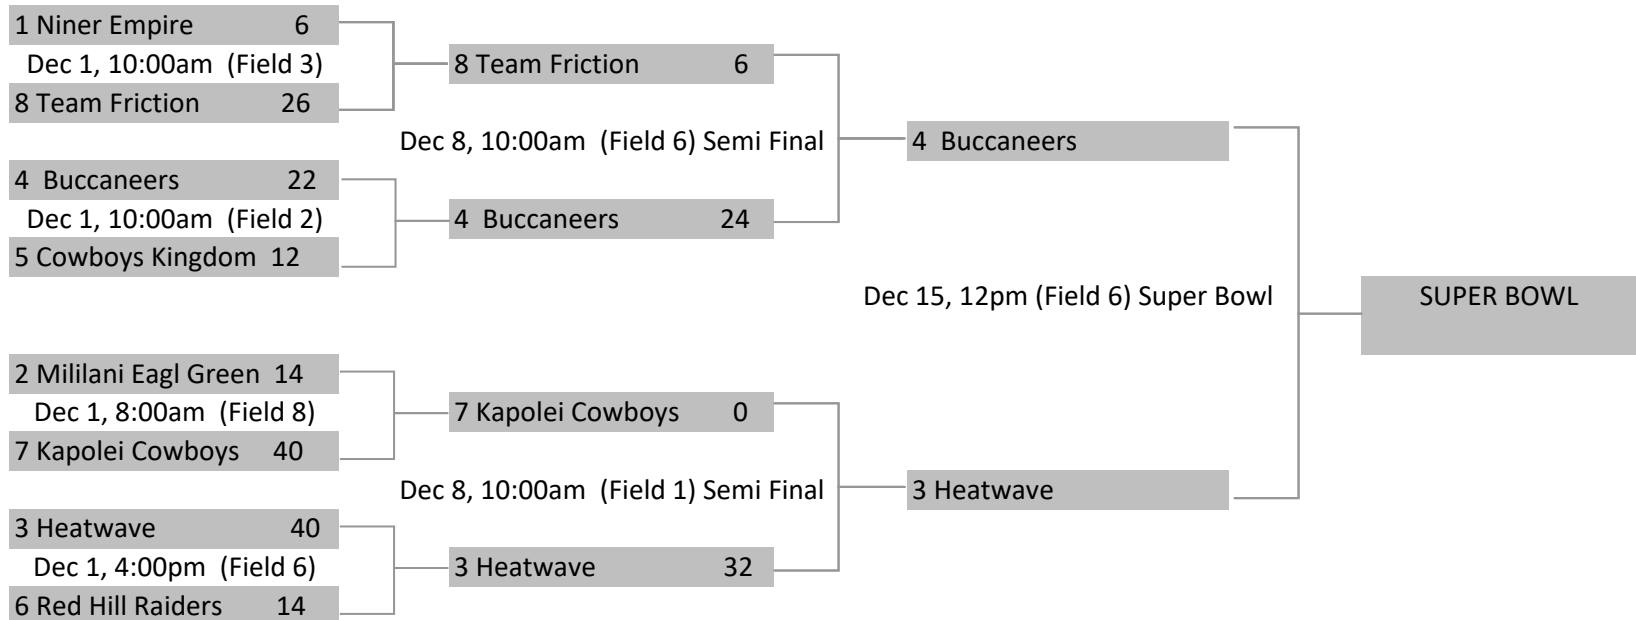 1 Niner Empire 6
Dec 1, 10:00am (Field 3)
8 Team Friction 26
4 Buccaneers 22
Dec 1, 10:00am (Field 2)
5 Cowboys Kingdom 12
2 Mililani Eagl Green 14
Dec 1, 8:00am (Field 8)
7 Kapolei Cowboys 40
3 Heatwave 40
Dec 1, 4:00pm (Field 6)
6 Red Hill Raiders 14
8 Team Friction 6
Dec 8, 10:00am (Field 6) Semi Final
4 Buccaneers 24
7 Kapolei Cowboys 0
Dec 8, 10:00am (Field 1) Semi Final
3 Heatwave 32
4 Buccaneers
Dec 15, 12pm (Field 6) Super Bowl
3 Heatwave
SUPER BOWL